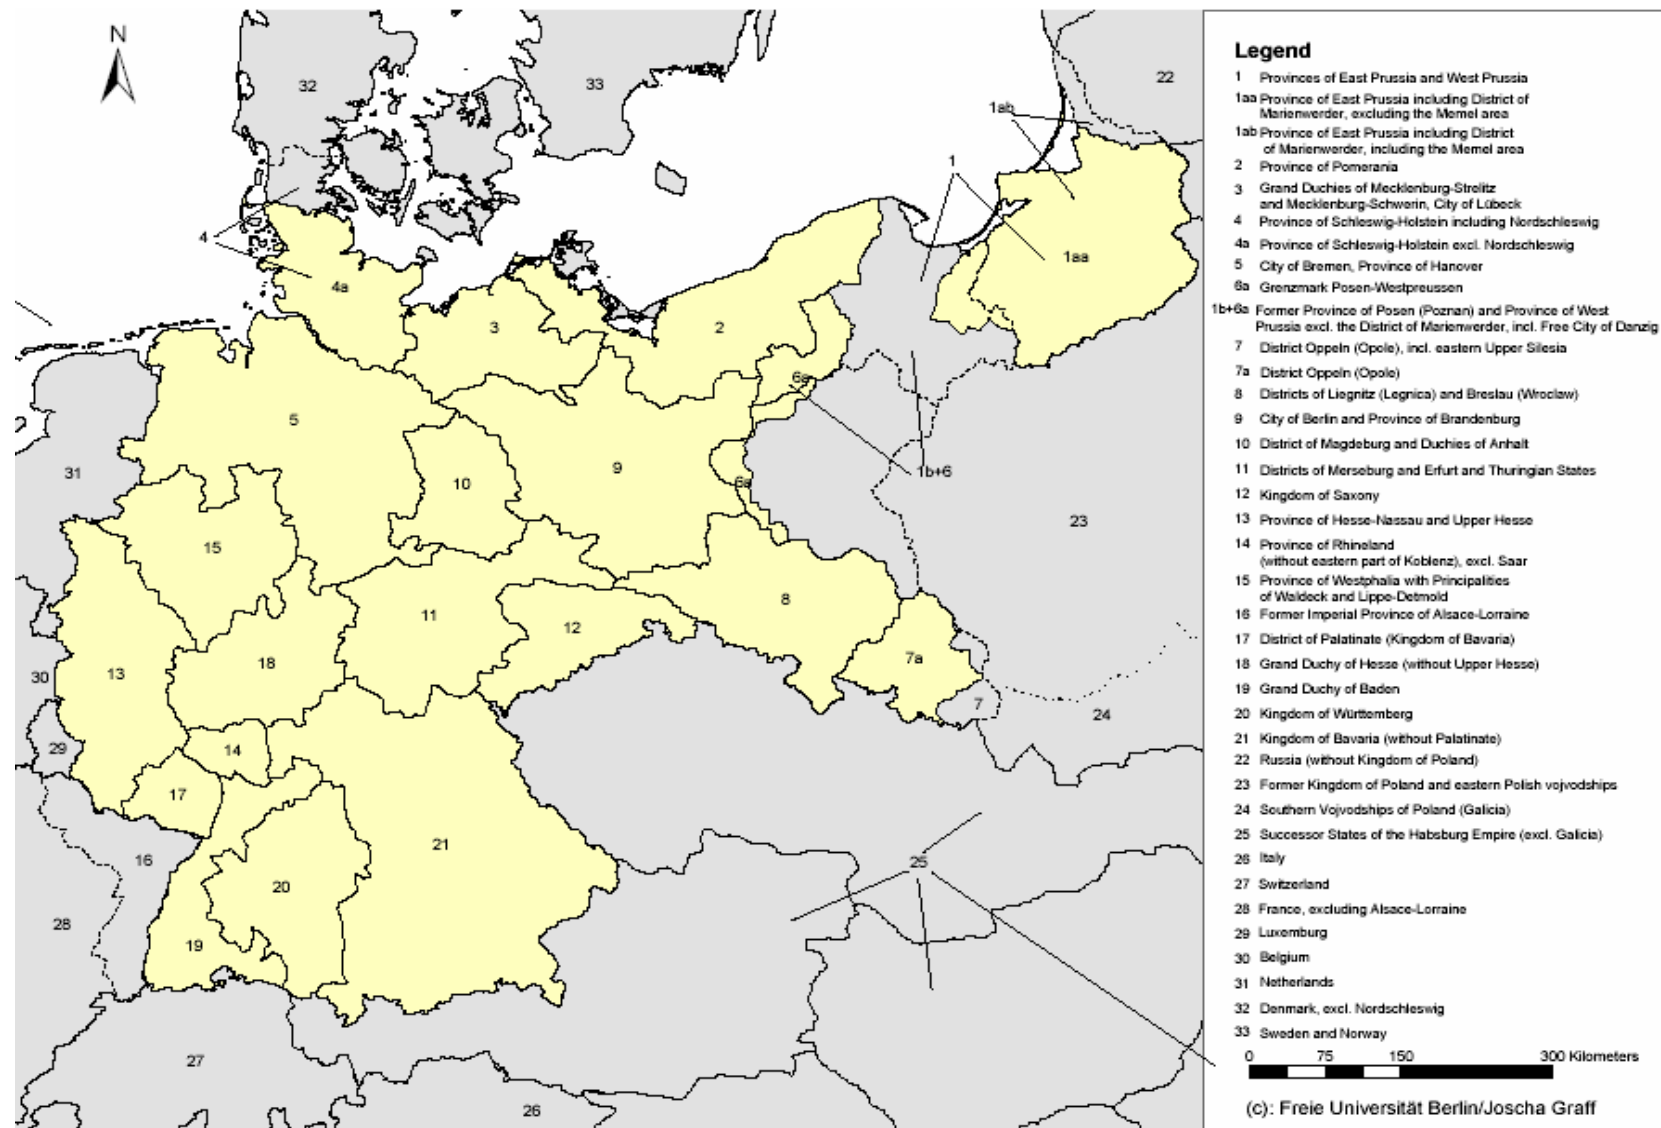 N
32
33
22
1ab
1
4
4a
1aa
3
2
6a
5
31
9
1b+6
10
6a
23
15
8
11
12
7a
18
13
30
7
24
29
14
17
21
16
25
20
28
19
27
26
Legend
1 Provinces of East Prussia and West Prussia
1aa Province of East Prussia including District of
Marienwerder, excluding the Memel area
1ab Province of East Prussia including District
of Marienwerder, including the Memel area
2 Province of Pomerania
3 Grand Duchies of Mecklenburg-Strelitz
and Mecklenburg-Schwerin, City of Lübeck
4 Province of Schleswig-Holstein including Nordschleswig
4a Province of Schleswig-Holstein excl. Nordschleswig
5 City of Bremen, Province of Hanover
6a Grenzmark Posen-Westpreussen
1b+6a Former Province of Posen (Poznan) and Province of West
Prussia excl. the District of Marienwerder, incl. Free City of Danzig
7 District Oppeln (Opole), incl. eastern Upper Silesia
7a District Oppeln (Opole)
8 Districts of Liegnitz (Legnica) and Breslau (Wroclaw)
9 City of Berlin and Province of Brandenburg
10 District of Magdeburg and Duchies of Anhalt
11 Districts of Merseburg and Erfurt and Thuringian States
12 Kingdom of Saxony
13 Province of Hesse-Nassau and Upper Hesse
14 Province of Rhineland
(without eastern part of Koblenz), excl. Saar
15 Province of Westphalia with Principalities
of Waldeck and Lippe-Detmold
16 Former Imperial Province of Alsace-Lorraine
17 District of Palatinate (Kingdom of Bavaria)
18 Grand Duchy of Hesse (without Upper Hesse)
19 Grand Duchy of Baden
20 Kingdom of Württemberg
21 Kingdom of Bavaria (without Palatinate)
22 Russia (without Kingdom of Poland)
23 Former Kingdom of Poland and eastern Polish vojvodships
24 Southern Vojvodships of Poland (Galicia)
25 Successor States of the Habsburg Empire (excl. Galicia)
26 Italy
27 Switzerland
28 France, excluding Alsace-Lorraine
29 Luxemburg
30 Belgium
31 Netherlands
32 Denmark, excl. Nordschleswig
33 Sweden and Norway
0 75 150 300 Kilometers
(c): Freie Universität Berlin/Joscha Graff